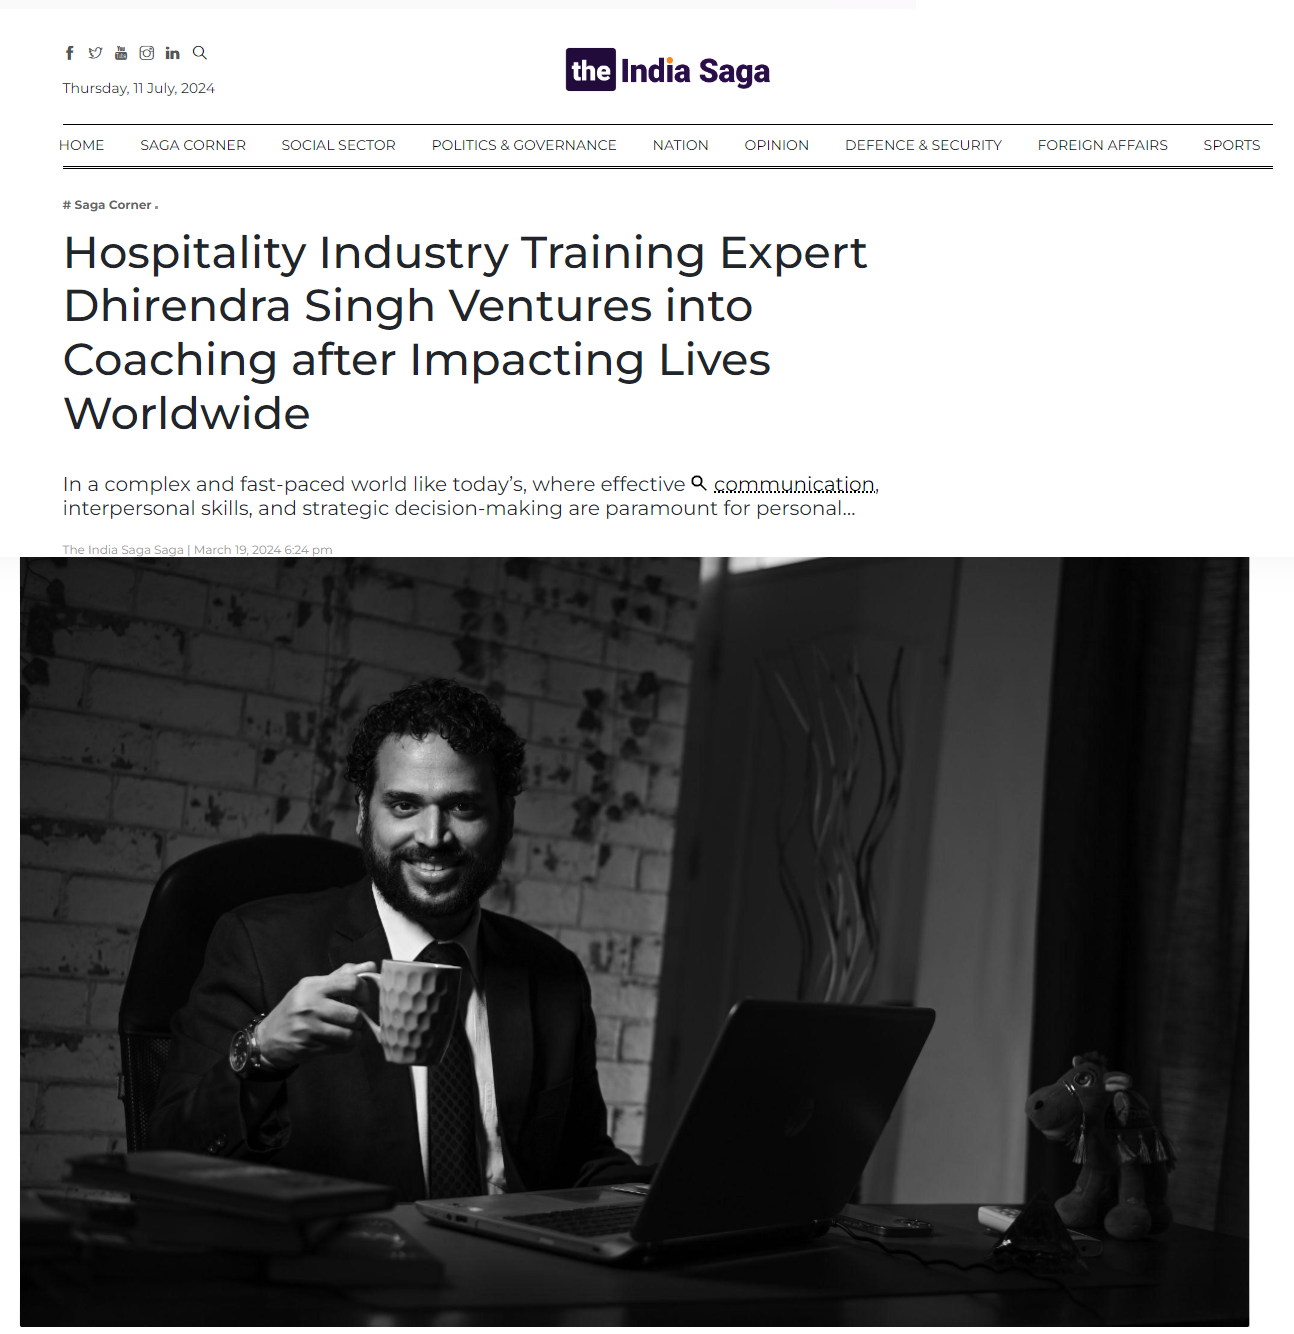 the India Saga
Thursday, 11 July, 2024
HOME SAGA CORNER SOCIAL SECTOR POLITICS & GOVERNANCE NATION OPINION DEFENCE & SECURITY FOREIGN AFFAIRS SPORTS
# Saga Corner .
Hospitality Industry Training Expert
Dhirendra Singh Ventures into
Coaching after Impacting Lives
Worldwide
In a complex and fast-paced world like today’s, where effective communication,
interpersonal skills, and strategic decision-making are paramount for personal...
The India Saga Saga | March 19, 2024 6:24 pm